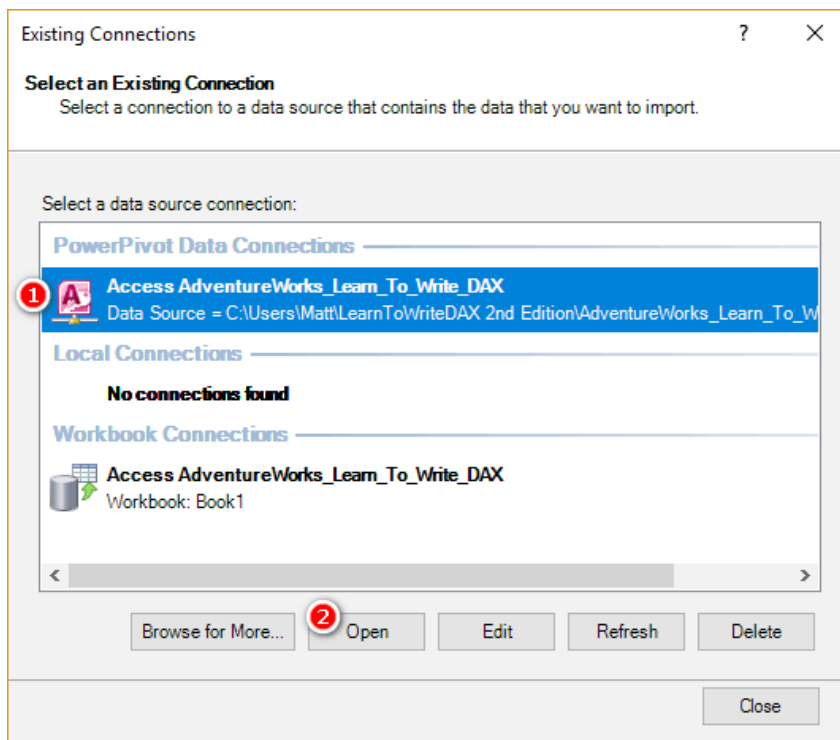 Existing Connections
Select an Existing Connection
Select a connection to a data source that contains the data that you want to import.
Select a data source connection:
PowerPivot Data Connections
1
A
Access AdventureWorks_Learn_To_Write_DAX
Data Source = C:\Users\Matt\LearnToWriteDAX 2nd Edition\AdventureWorks_Learn_To_W
Local Connections
No connections found
Workbook Connections
Access AdventureWorks_Learn_To_Write_DAX
Workbook: Book1
2
Browse for More... Open Edit Refresh Delete
Close